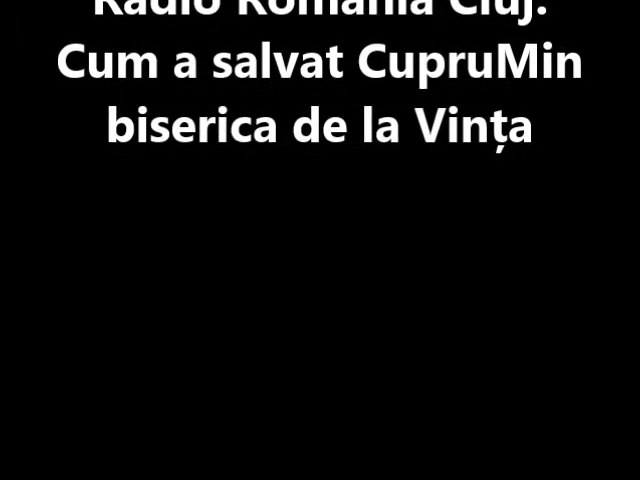 Radio România Cluj:
Cum a salvat CupruMin
biserica de la Vința